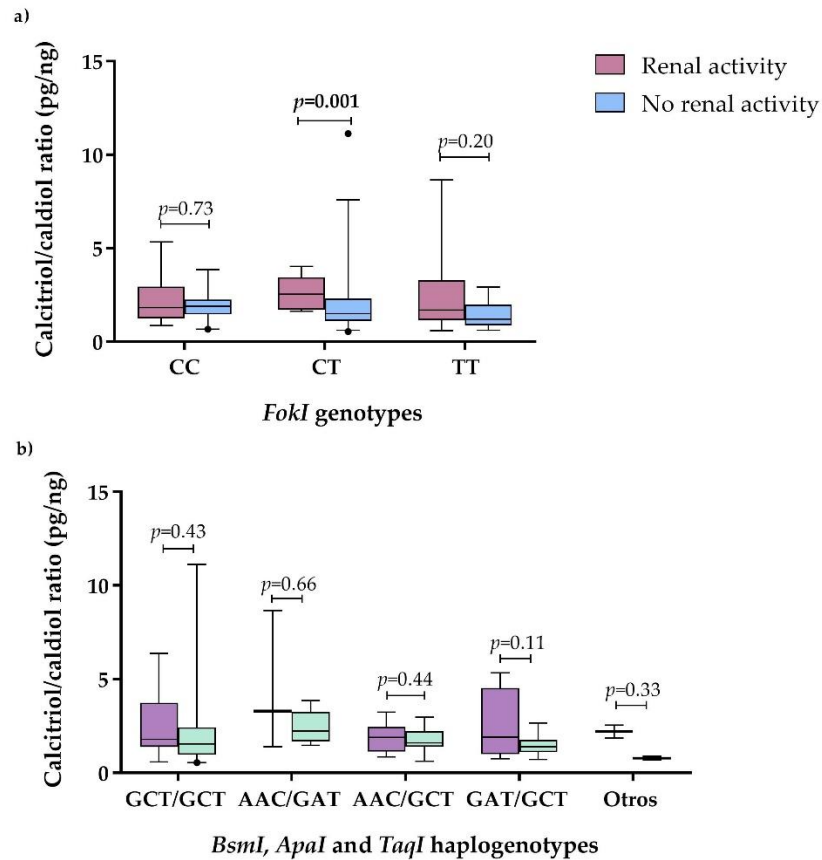 a)
Calcitriol/caldiol ratio (pg/ng)
15
10
5
0
Renal activity
No renal activity
p=0.73
p=0.001
p=0.20
CC CT TT
FokI genotypes
b)
Calcitriol/caldiol ratio (pg/ng)
15
10
5
0
p=0.43
p=0.66
p=0.44
p=0.11
p=0.33
GCT/GCT AAC/GAT AAC/GCT GAT/GCT Otros
BsmI, ApaI and TaqI haplogenotypes